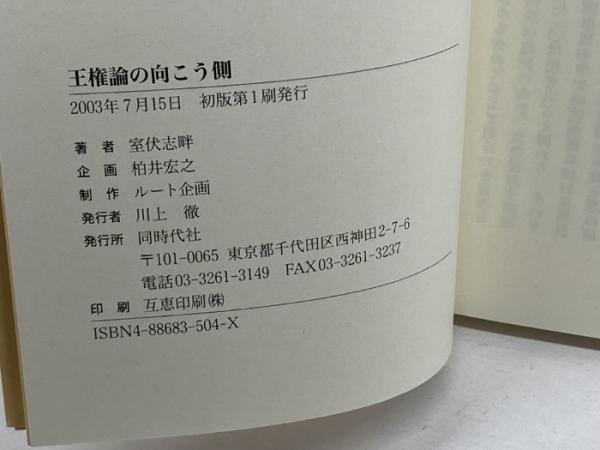 王権論の向こう側
2003年7月15日　初版第1刷発行
著　者　室伏志畔
企　画　柏井宏之
制　作　ルート企画
発行者　川上　徹
発行所　同時代社
〒101-0065　東京都千代田区西神田2-7-6
電話03-3261-3149　FAX03-3261-3237
印　刷　互恵印刷㈱
ISBN4-88683-504-X